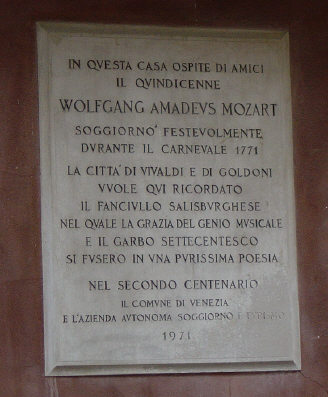 IN QVESTA CASA OSPITE DI AMICI
IL QVINDICENNE
WOLFGANG AMADEVS MOZART
SOGGIORNO' FESTEVOLMENTE
DVRANTE IL CARNEVALE 1771
LA CITTA' DI VIVALDI E DI GOLDONI
VVOLE QVI RICORDATO
IL FANCIVLLO SALISBVRGHESE
NEL QVALE LA GRAZIA DEL GENIO MVSICALE
E IL GARBO SETTECENTESCO
SI FVSERO IN VNA PVRISSIMA POESIA
NEL SECONDO CENTENARIO
IL COMVNE DI VENEZIA
E L'AZIENDA AVTONOMA SOGGIORNO E TVRISMO
1971